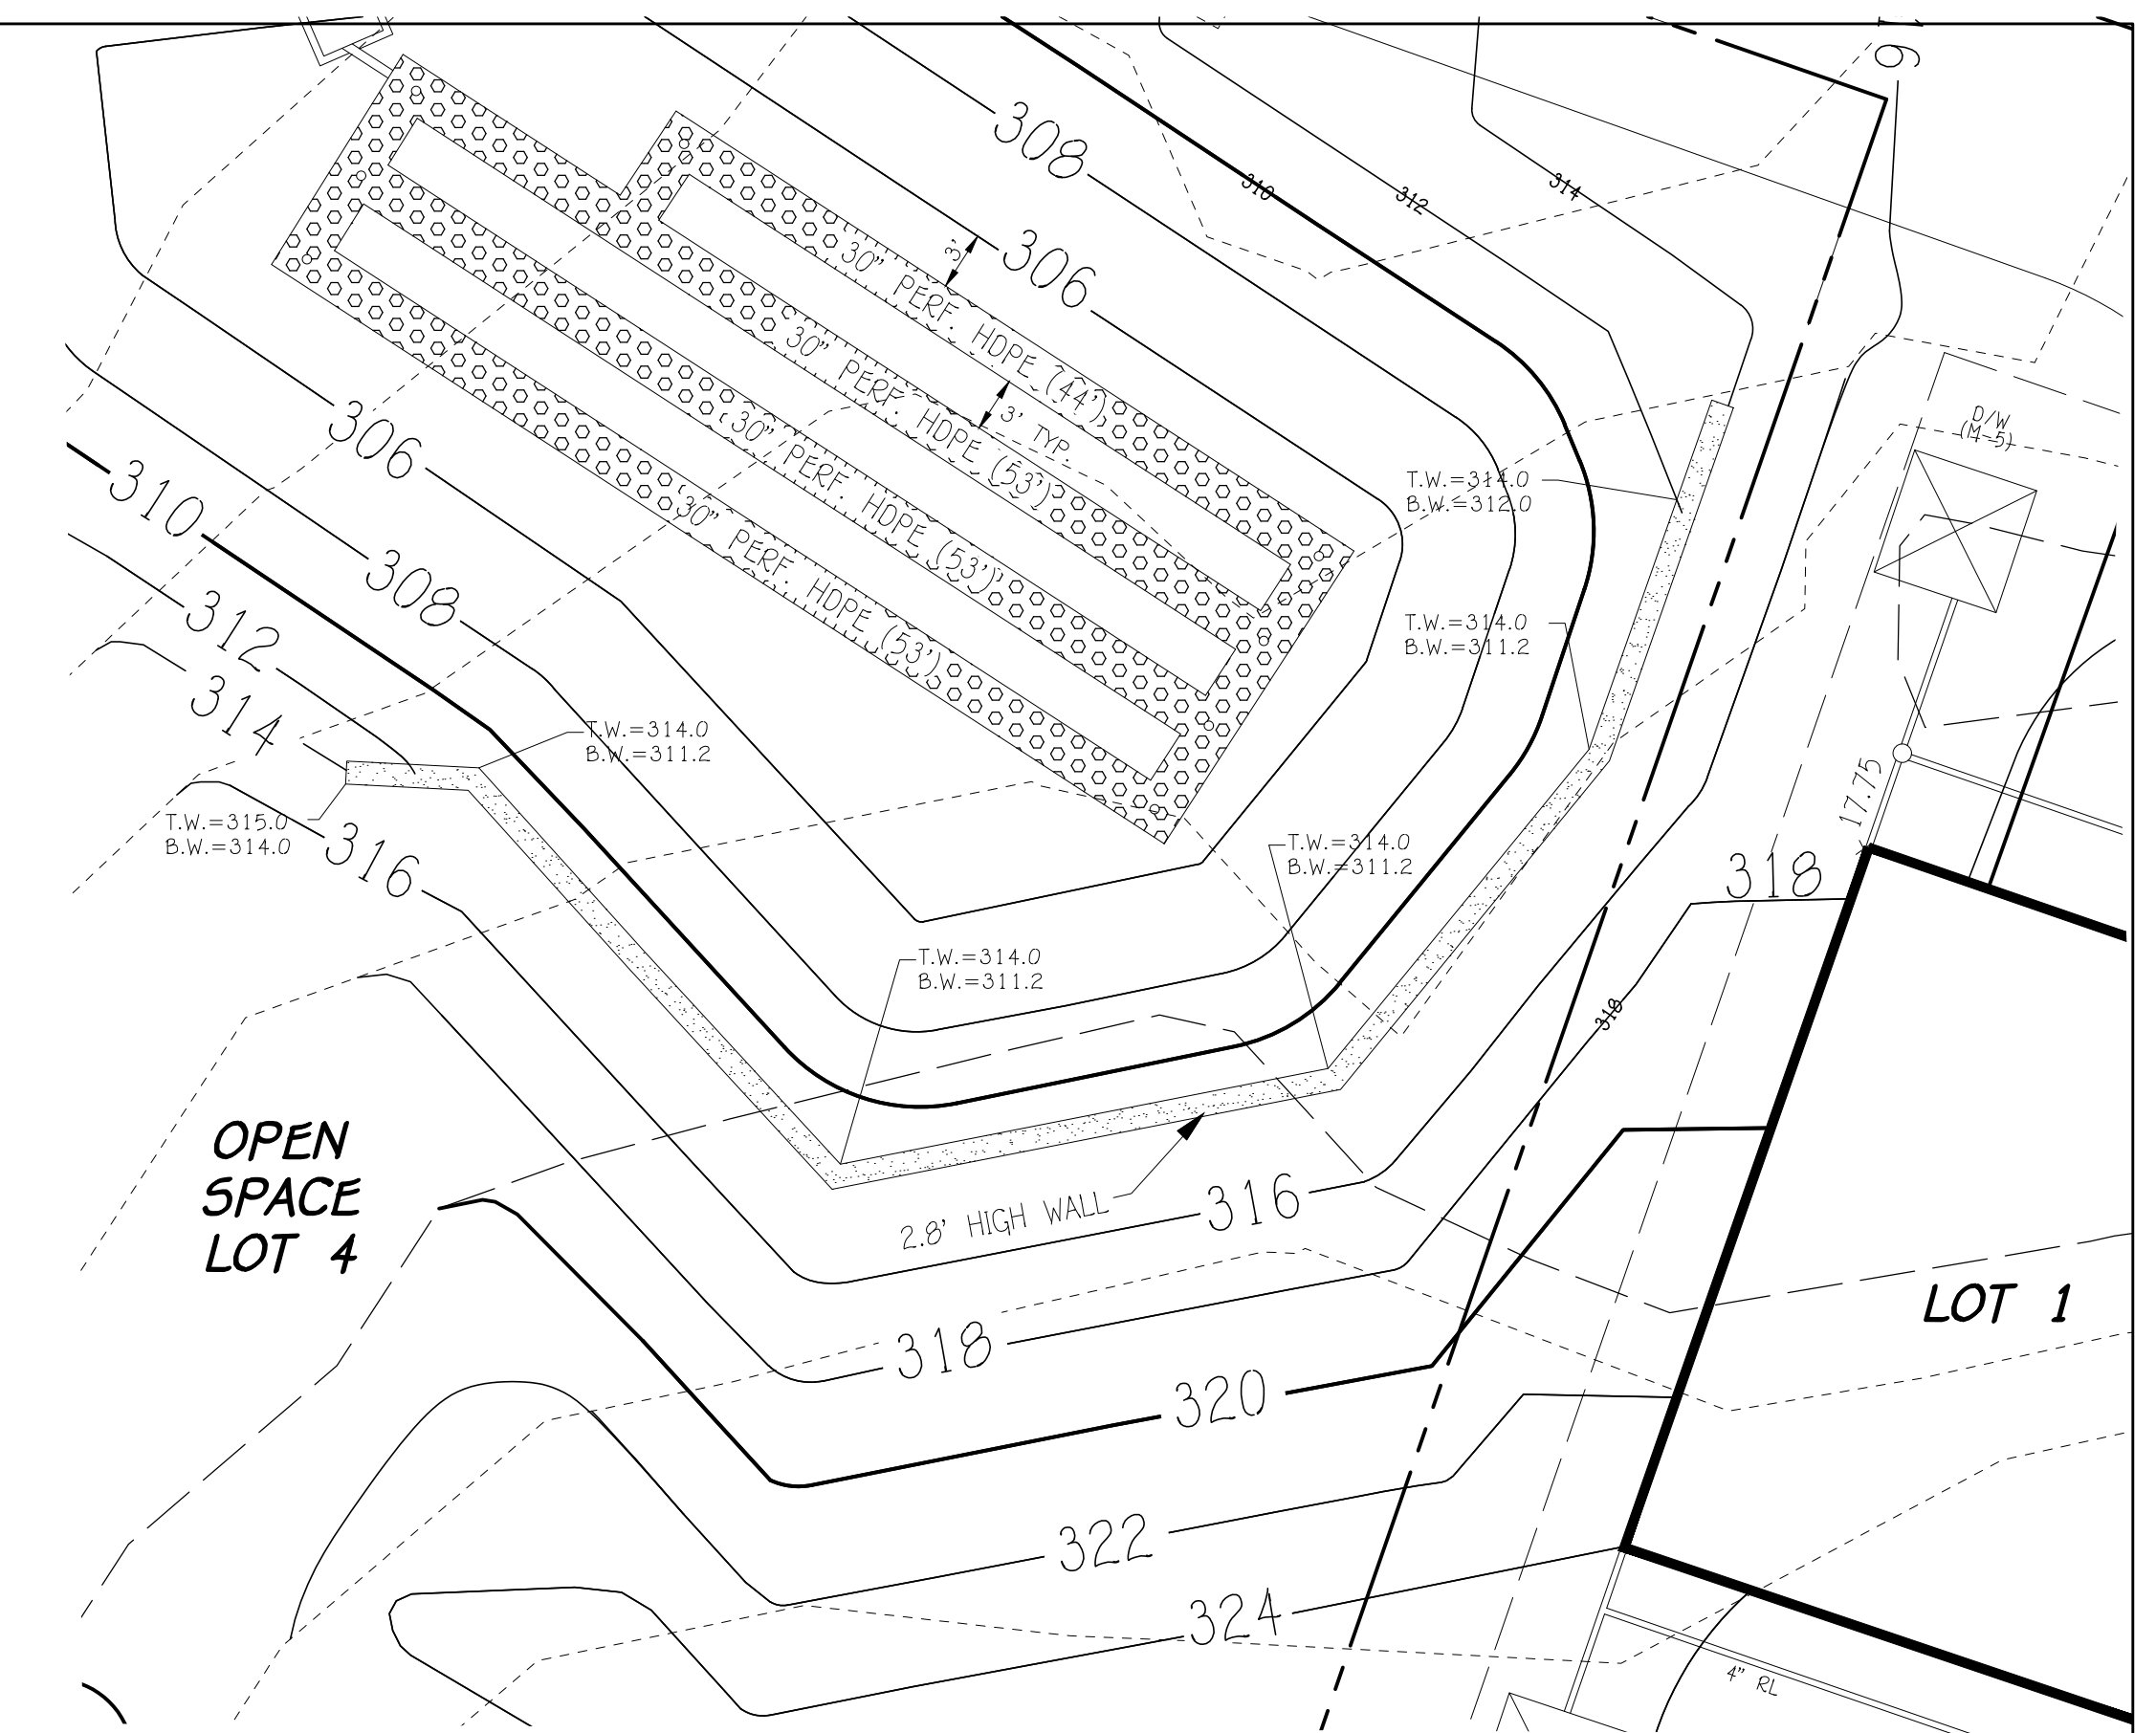 308
310
312
314
3'
306
30" PERF. HDPE (44')
30" PERF. HDPE (53')
3' TYP.
30" PERF. HDPE (53')
30" PERF. HDPE (53')
306
310
308
312
314
316
D/W
(M-5)
T.W.=314.0
B.W.=312.0
T.W.=314.0
B.W.=311.2
T.W.=314.0
B.W.=311.2
T.W.=315.0
B.W.=314.0
T.W.=314.0
B.W.=311.2
T.W.=314.0
B.W.=311.2
17.75
318
318
OPEN
SPACE
LOT 4
2.8' HIGH WALL
316
LOT 1
318
320
322
324
4" RL